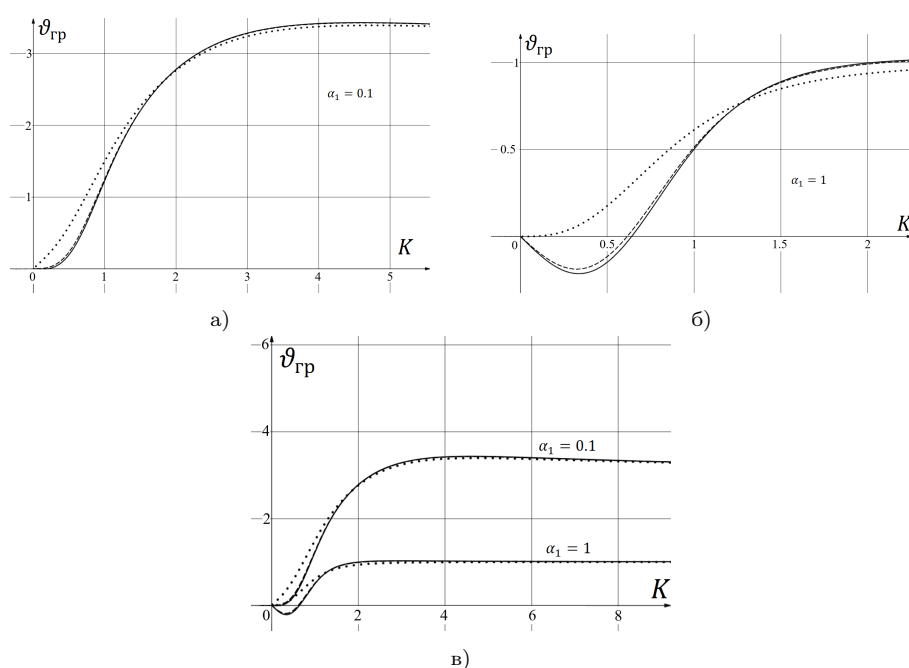 ϑгр
3
α₁ = 0.1
2
1
K
0 1 2 3 4 5
а)
ϑгр
1
0.5
α₁ = 1
K
0 0.5 1 1.5 2
б)
6
ϑгр
4
α₁ = 0.1
2
α₁ = 1
K
0 2 4 6 8
в)